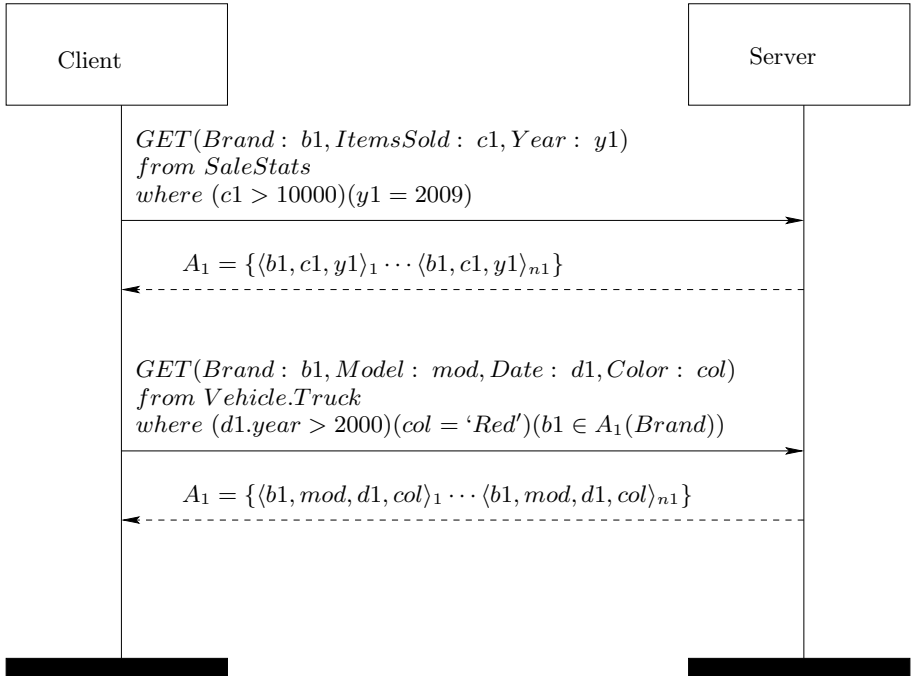 Client
Server
GET(Brand : b1, ItemsSold : c1, Year : y1)
from SaleStats
where (c1 > 10000)(y1 = 2009)
A₁ = {⟨b1, c1, y1⟩₁ ⋯ ⟨b1, c1, y1⟩ₙ₁}
GET(Brand : b1, Model : mod, Date : d1, Color : col)
from Vehicle.Truck
where (d1.year > 2000)(col = ‘Red′)(b1 ∈ A₁(Brand))
A₁ = {⟨b1, mod, d1, col⟩₁ ⋯ ⟨b1, mod, d1, col⟩ₙ₁}